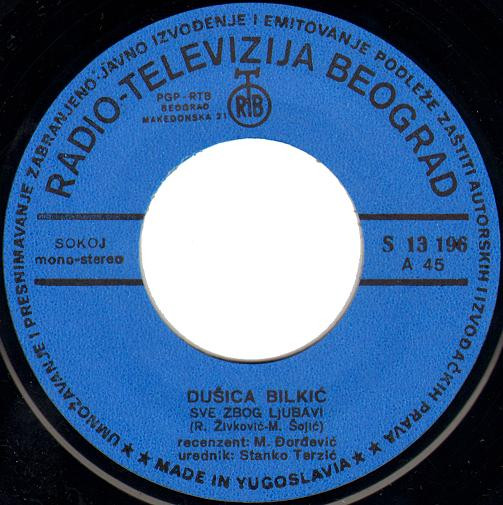 UMNOŽAVANJE I PRESNIMAVANJE ZABRANJENO·JAVNO IZVOĐENJE I EMITOVANJE PODLEŽE ZAŠTITI AUTORSKIH I IZVOĐAČKIH PRAVA
RADIO-TELEVIZIJA BEOGRAD
PGP-RTB
BEOGRAD
MAKEDONSKA 21
RTB
SOKOJ
mono-stereo
S 13 196
A 45
DUŠICA BILKIĆ
SVE ZBOG LJUBAVI
(R. Živković-M. Šojić)
recenzent: M. Đorđević
urednik: Stanko Terzić
★ ★ MADE IN YUGOSLAVIA ★ ★